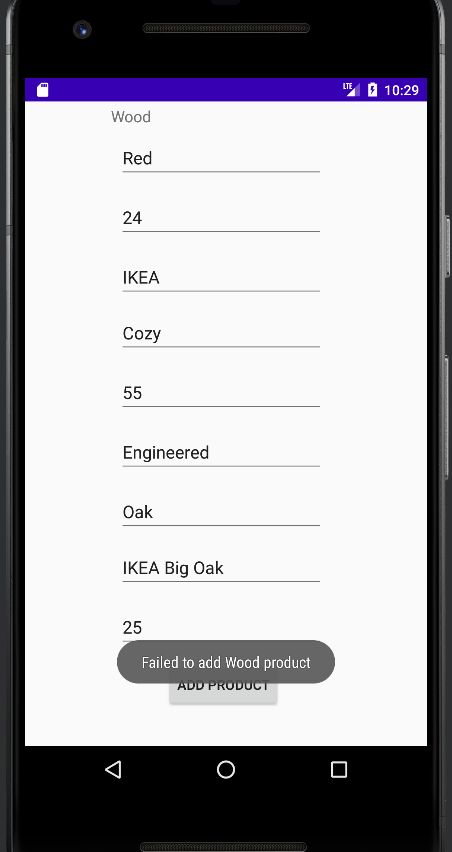 LTE 10:29
Wood
Red
24
IKEA
Cozy
55
Engineered
Oak
IKEA Big Oak
25
Failed to add Wood product
ADD PRODUCT